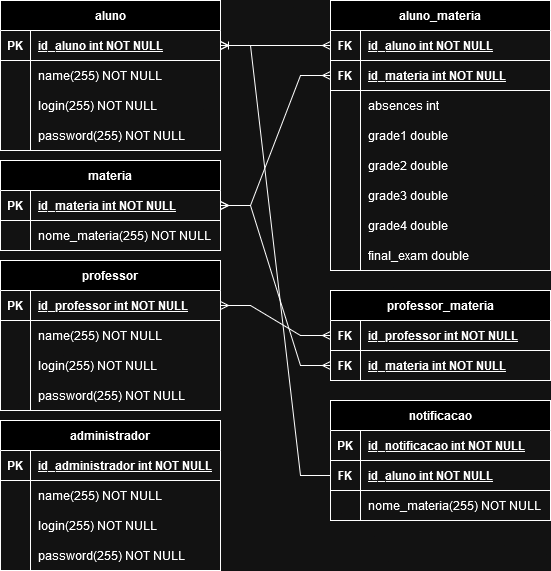 aluno
PK id_aluno int NOT NULL
name(255) NOT NULL
login(255) NOT NULL
password(255) NOT NULL
materia
PK id_materia int NOT NULL
nome_materia(255) NOT NULL
professor
PK id_professor int NOT NULL
name(255) NOT NULL
login(255) NOT NULL
password(255) NOT NULL
administrador
PK id_administrador int NOT NULL
name(255) NOT NULL
login(255) NOT NULL
password(255) NOT NULL
aluno_materia
FK id_aluno int NOT NULL
FK id_materia int NOT NULL
absences int
grade1 double
grade2 double
grade3 double
grade4 double
final_exam double
professor_materia
FK id_professor int NOT NULL
FK id_materia int NOT NULL
notificacao
PK id_notificacao int NOT NULL
FK id_aluno int NOT NULL
nome_materia(255) NOT NULL